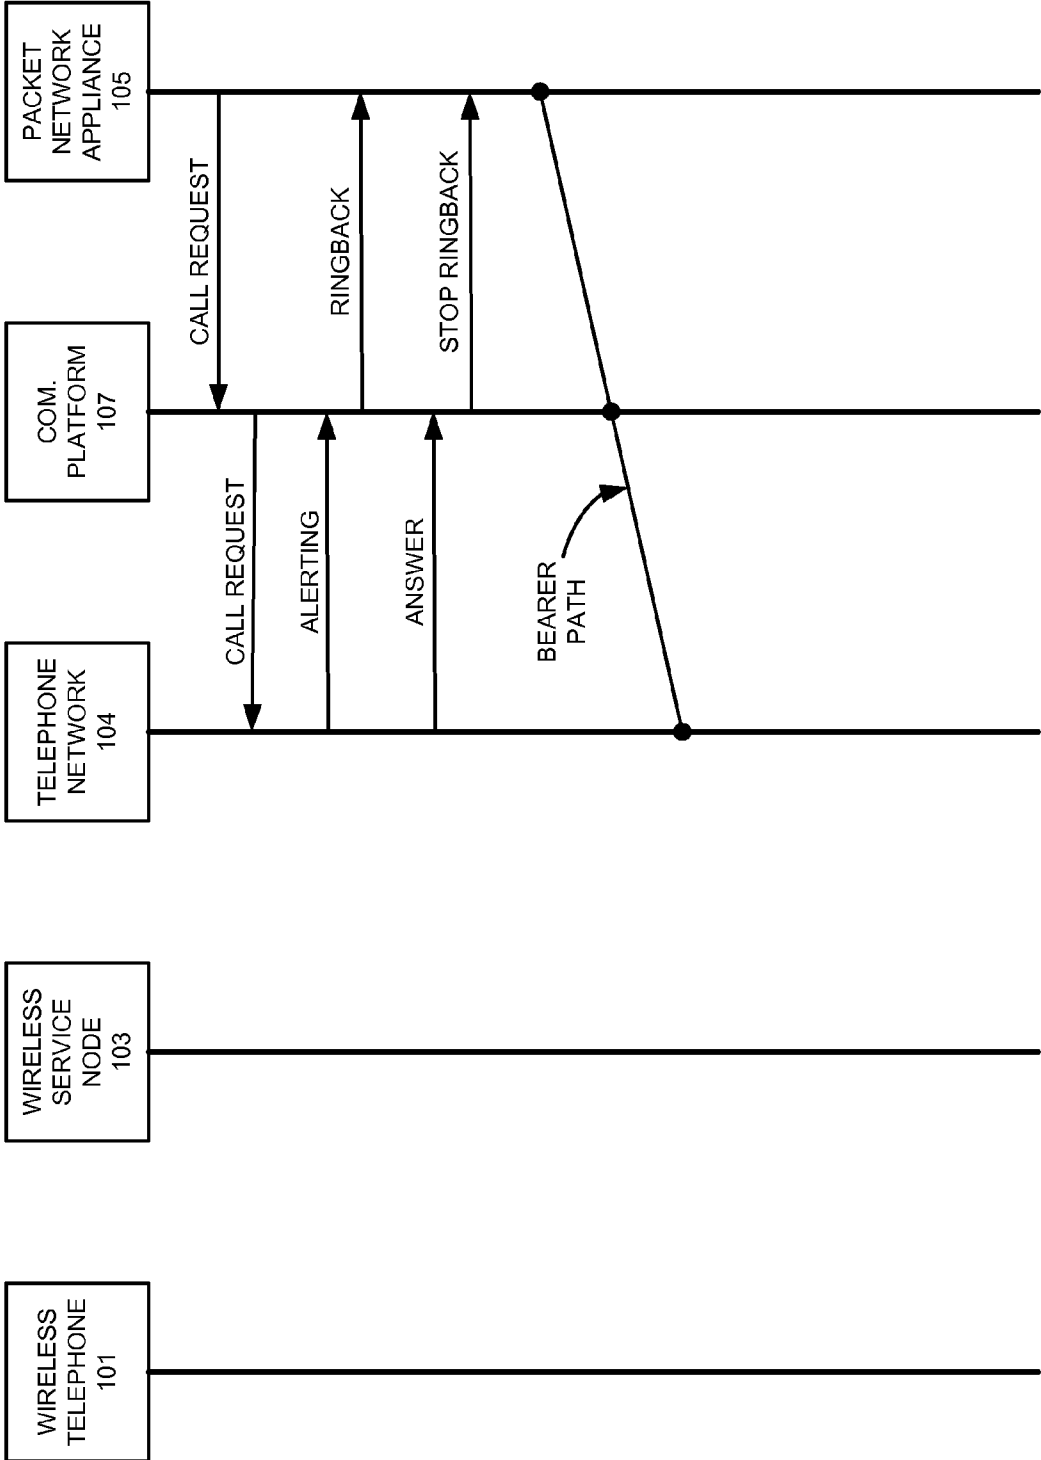 WIRELESS
TELEPHONE
101
WIRELESS
SERVICE
NODE
103
TELEPHONE
NETWORK
104
COM.
PLATFORM
107
PACKET
NETWORK
APPLIANCE
105
CALL REQUEST
CALL REQUEST
ALERTING
RINGBACK
ANSWER
STOP RINGBACK
BEARER
PATH